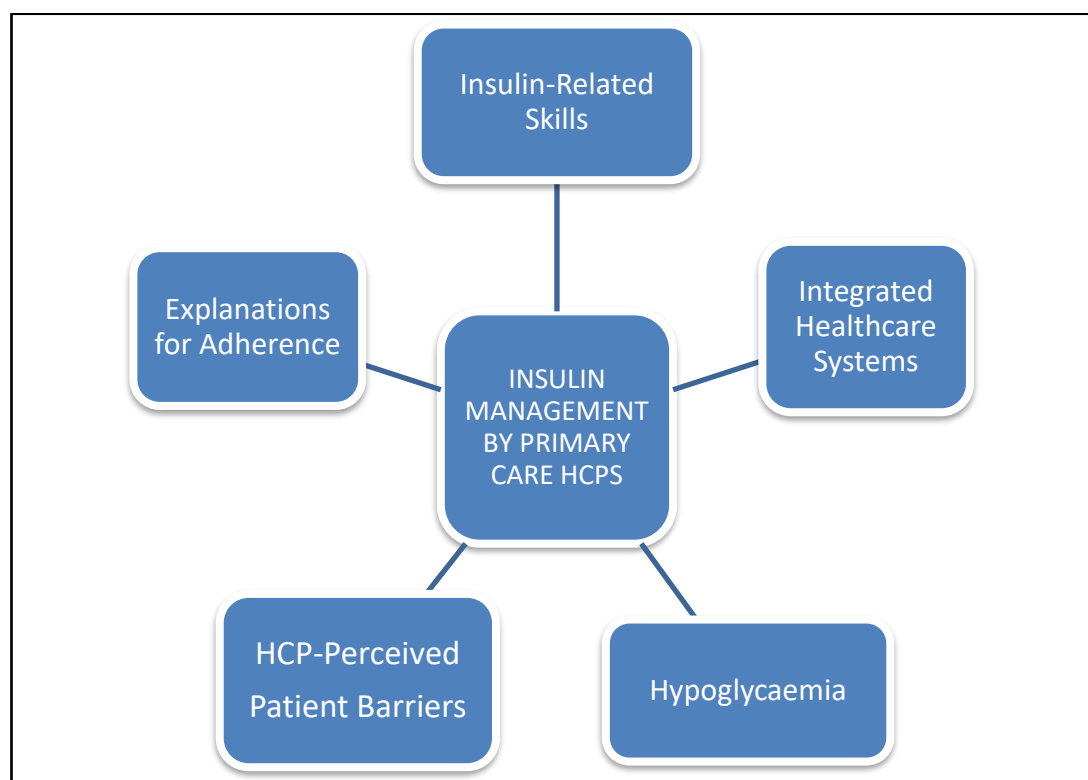 Insulin-Related
Skills
Explanations
for Adherence
Integrated
Healthcare
Systems
INSULIN
MANAGEMENT
BY PRIMARY
CARE HCPS
HCP-Perceived
Patient Barriers
Hypoglycaemia